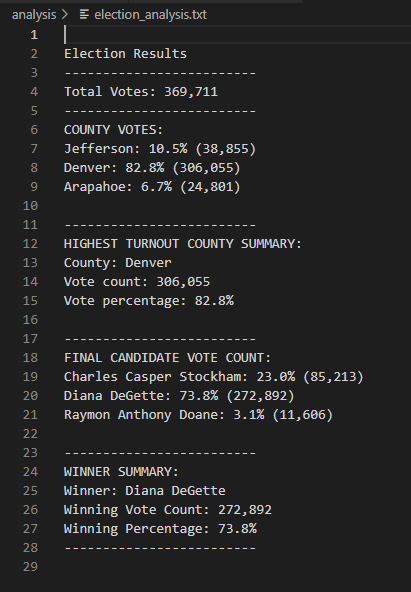 analysis > election_analysis.txt
1
2 Election Results
3 -------------------------
4 Total Votes: 369,711
5 -------------------------
6 COUNTY VOTES:
7 Jefferson: 10.5% (38,855)
8 Denver: 82.8% (306,055)
9 Arapahoe: 6.7% (24,801)
10
11 -------------------------
12 HIGHEST TURNOUT COUNTY SUMMARY:
13 County: Denver
14 Vote count: 306,055
15 Vote percentage: 82.8%
16
17 -------------------------
18 FINAL CANDIDATE VOTE COUNT:
19 Charles Casper Stockham: 23.0% (85,213)
20 Diana DeGette: 73.8% (272,892)
21 Raymon Anthony Doane: 3.1% (11,606)
22
23 -------------------------
24 WINNER SUMMARY:
25 Winner: Diana DeGette
26 Winning Vote Count: 272,892
27 Winning Percentage: 73.8%
28 -------------------------
29